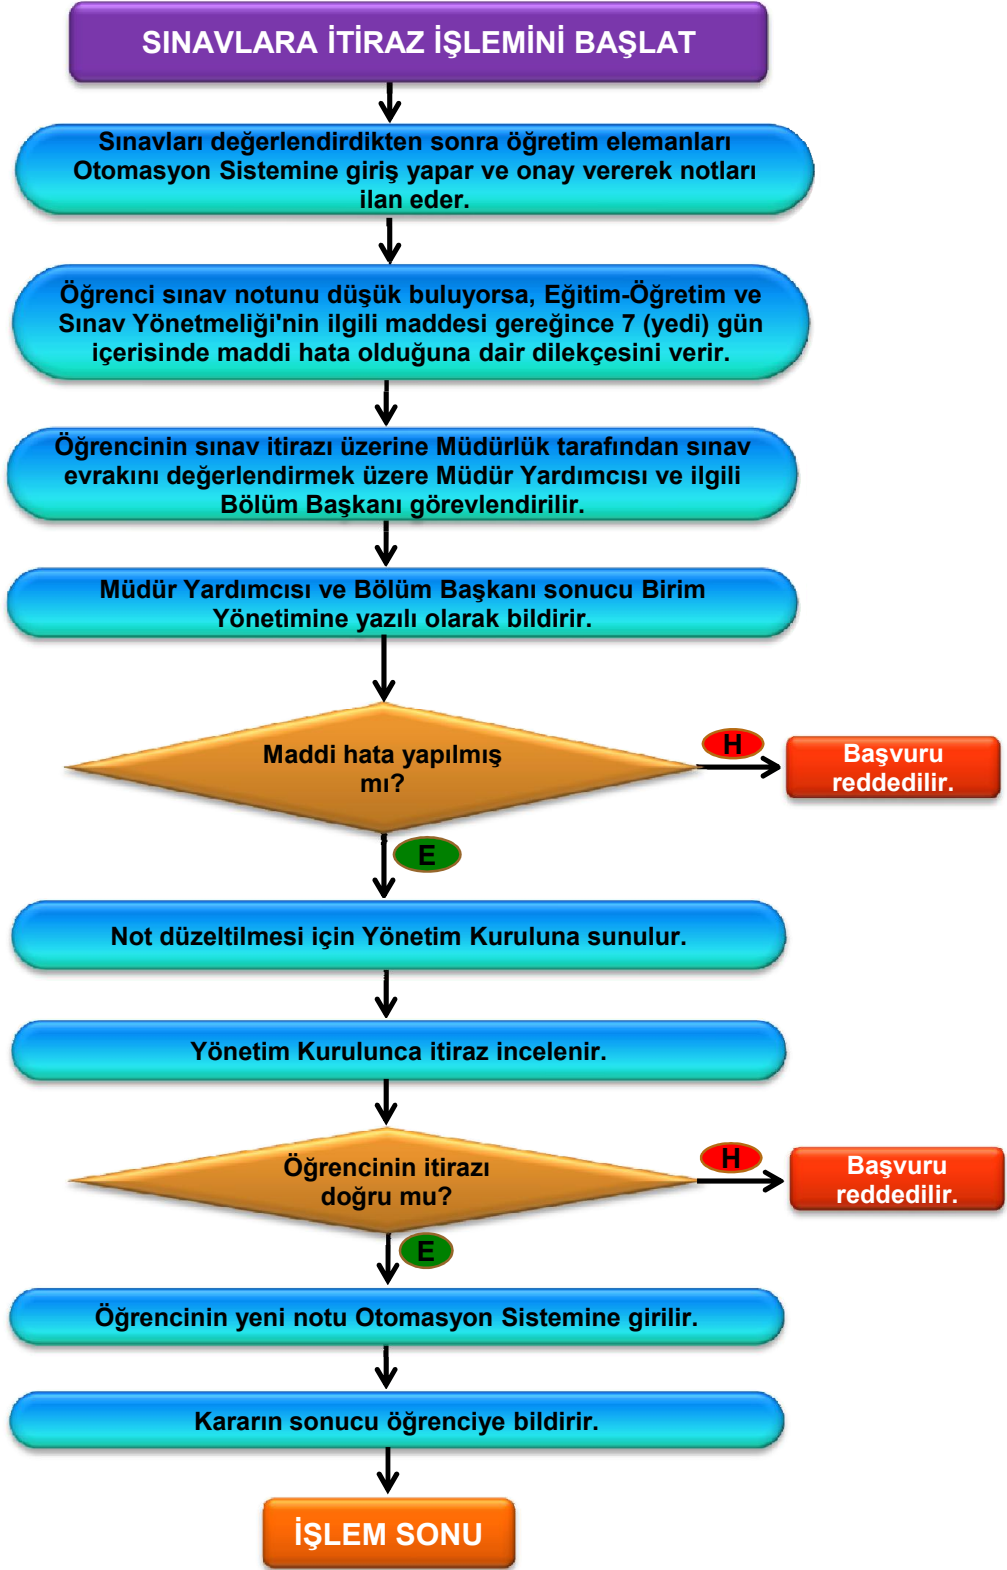 SINAVLARA İTİRAZ İŞLEMİNİ BAŞLAT
Sınavları değerlendirdikten sonra öğretim elemanları
Otomasyon Sistemine giriş yapar ve onay vererek notları
ilan eder.
Öğrenci sınav notunu düşük buluyorsa, Eğitim-Öğretim ve
Sınav Yönetmeliği'nin ilgili maddesi gereğince 7 (yedi) gün
içerisinde maddi hata olduğuna dair dilekçesini verir.
Öğrencinin sınav itirazı üzerine Müdürlük tarafından sınav
evrakını değerlendirmek üzere Müdür Yardımcısı ve ilgili
Bölüm Başkanı görevlendirilir.
Müdür Yardımcısı ve Bölüm Başkanı sonucu Birim
Yönetimine yazılı olarak bildirir.
Maddi hata yapılmış
mı?
H
Başvuru
reddedilir.
E
Not düzeltilmesi için Yönetim Kuruluna sunulur.
Yönetim Kurulunca itiraz incelenir.
Öğrencinin itirazı
doğru mu?
H
Başvuru
reddedilir.
E
Öğrencinin yeni notu Otomasyon Sistemine girilir.
Kararın sonucu öğrenciye bildirir.
İŞLEM SONU